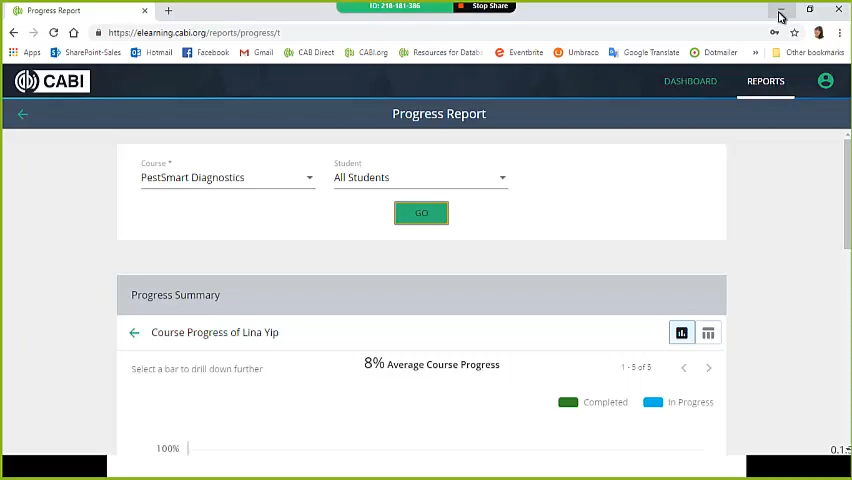 ID: 218-181-386 Stop Share
Progress Report
https://elearning.cabi.org/reports/progress/t
Apps SharePoint-Sales Hotmail Facebook Gmail CAB Direct CABI.org Resources for Datab Eventbrite Umbraco Google Translate Dotmailer » Other bookmarks
CABI DASHBOARD REPORTS
Progress Report
Course * Student
PestSmart Diagnostics All Students
GO
Progress Summary
Course Progress of Lina Yip
Select a bar to drill down further 8% Average Course Progress 1 - 5 of 5
Completed In Progress
100%